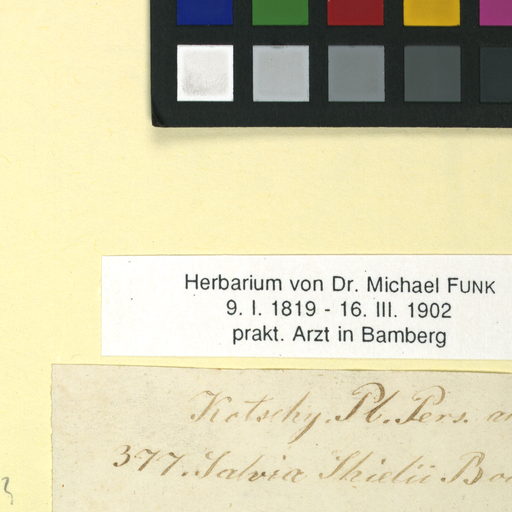 Herbarium von Dr. Michael FUNK
9. I. 1819 - 16. III. 1902
prakt. Arzt in Bamberg
Kotschy. Pl. Pers.
377. Salvia